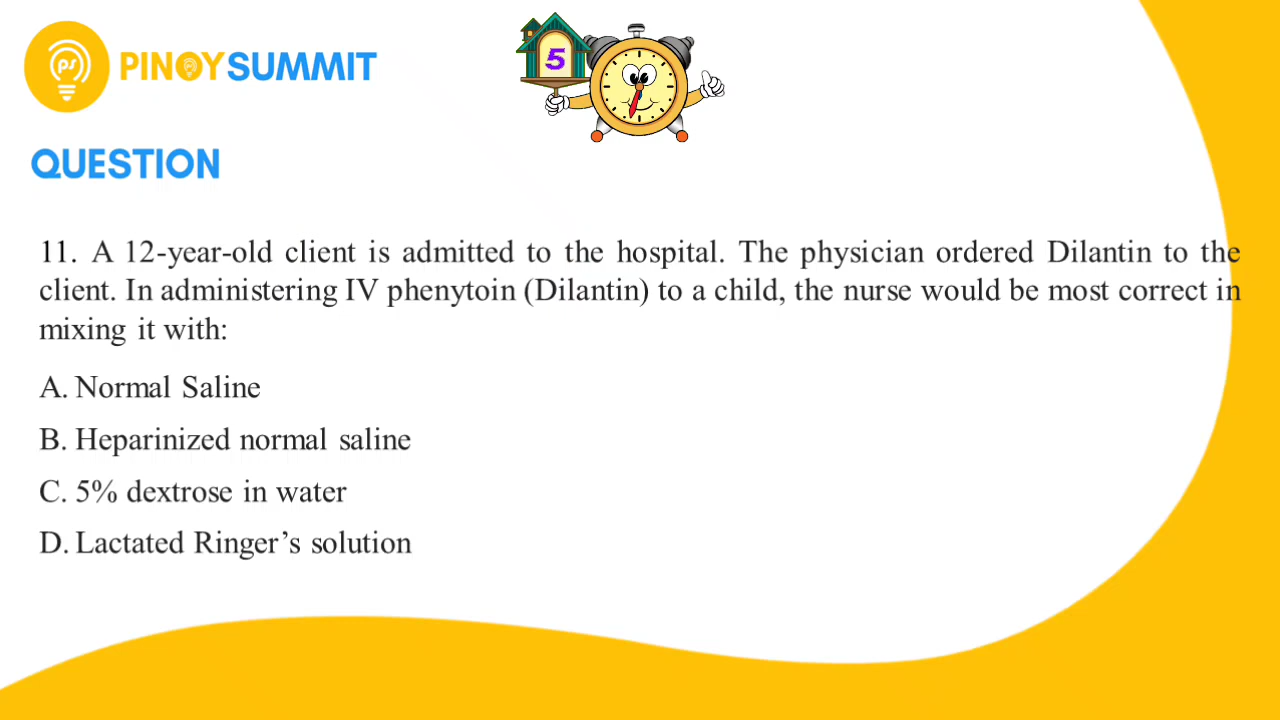 PINOY SUMMIT
5
QUESTION
11. A 12-year-old client is admitted to the hospital. The physician ordered Dilantin to the
client. In administering IV phenytoin (Dilantin) to a child, the nurse would be most correct in
mixing it with:
A. Normal Saline
B. Heparinized normal saline
C. 5% dextrose in water
D. Lactated Ringer’s solution